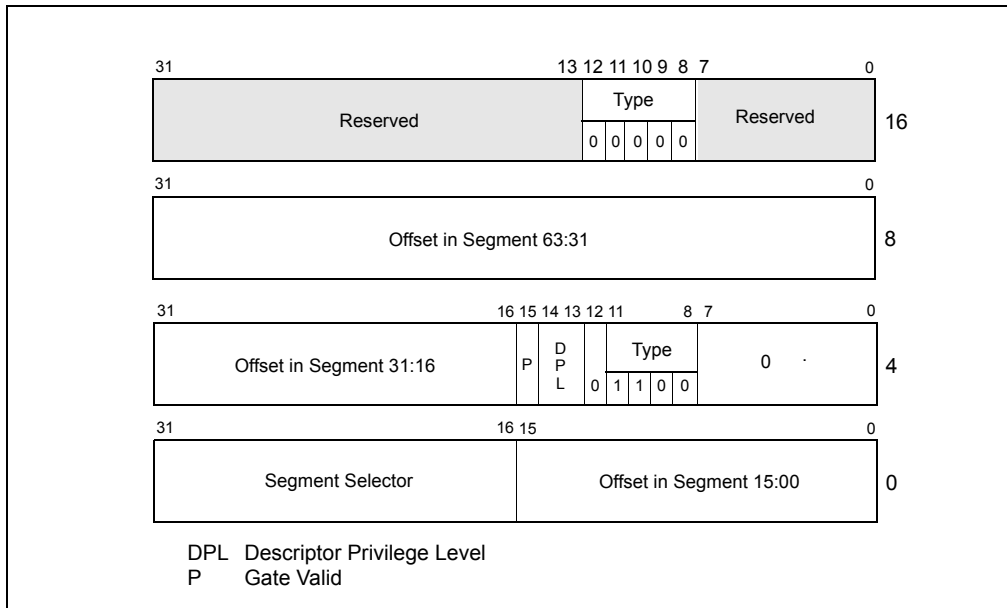 31 13 12 11 10 9 8 7 0
Type
Reserved Reserved 16
0 0 0 0 0
31 0
Offset in Segment 63:31 8
31 16 15 14 13 12 11 8 7 0
Offset in Segment 31:16 P DPL Type 0 . 4
0 1 1 0 0
31 16 15 0
Segment Selector Offset in Segment 15:00 0
DPL Descriptor Privilege Level
P Gate Valid